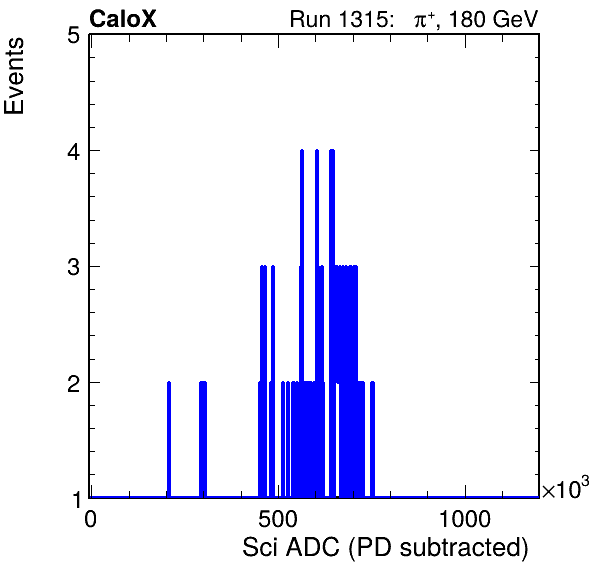 CaloX Run 1315: π⁺, 180 GeV
Events
5
4
3
2
1
0 500 1000
×10³
Sci ADC (PD subtracted)